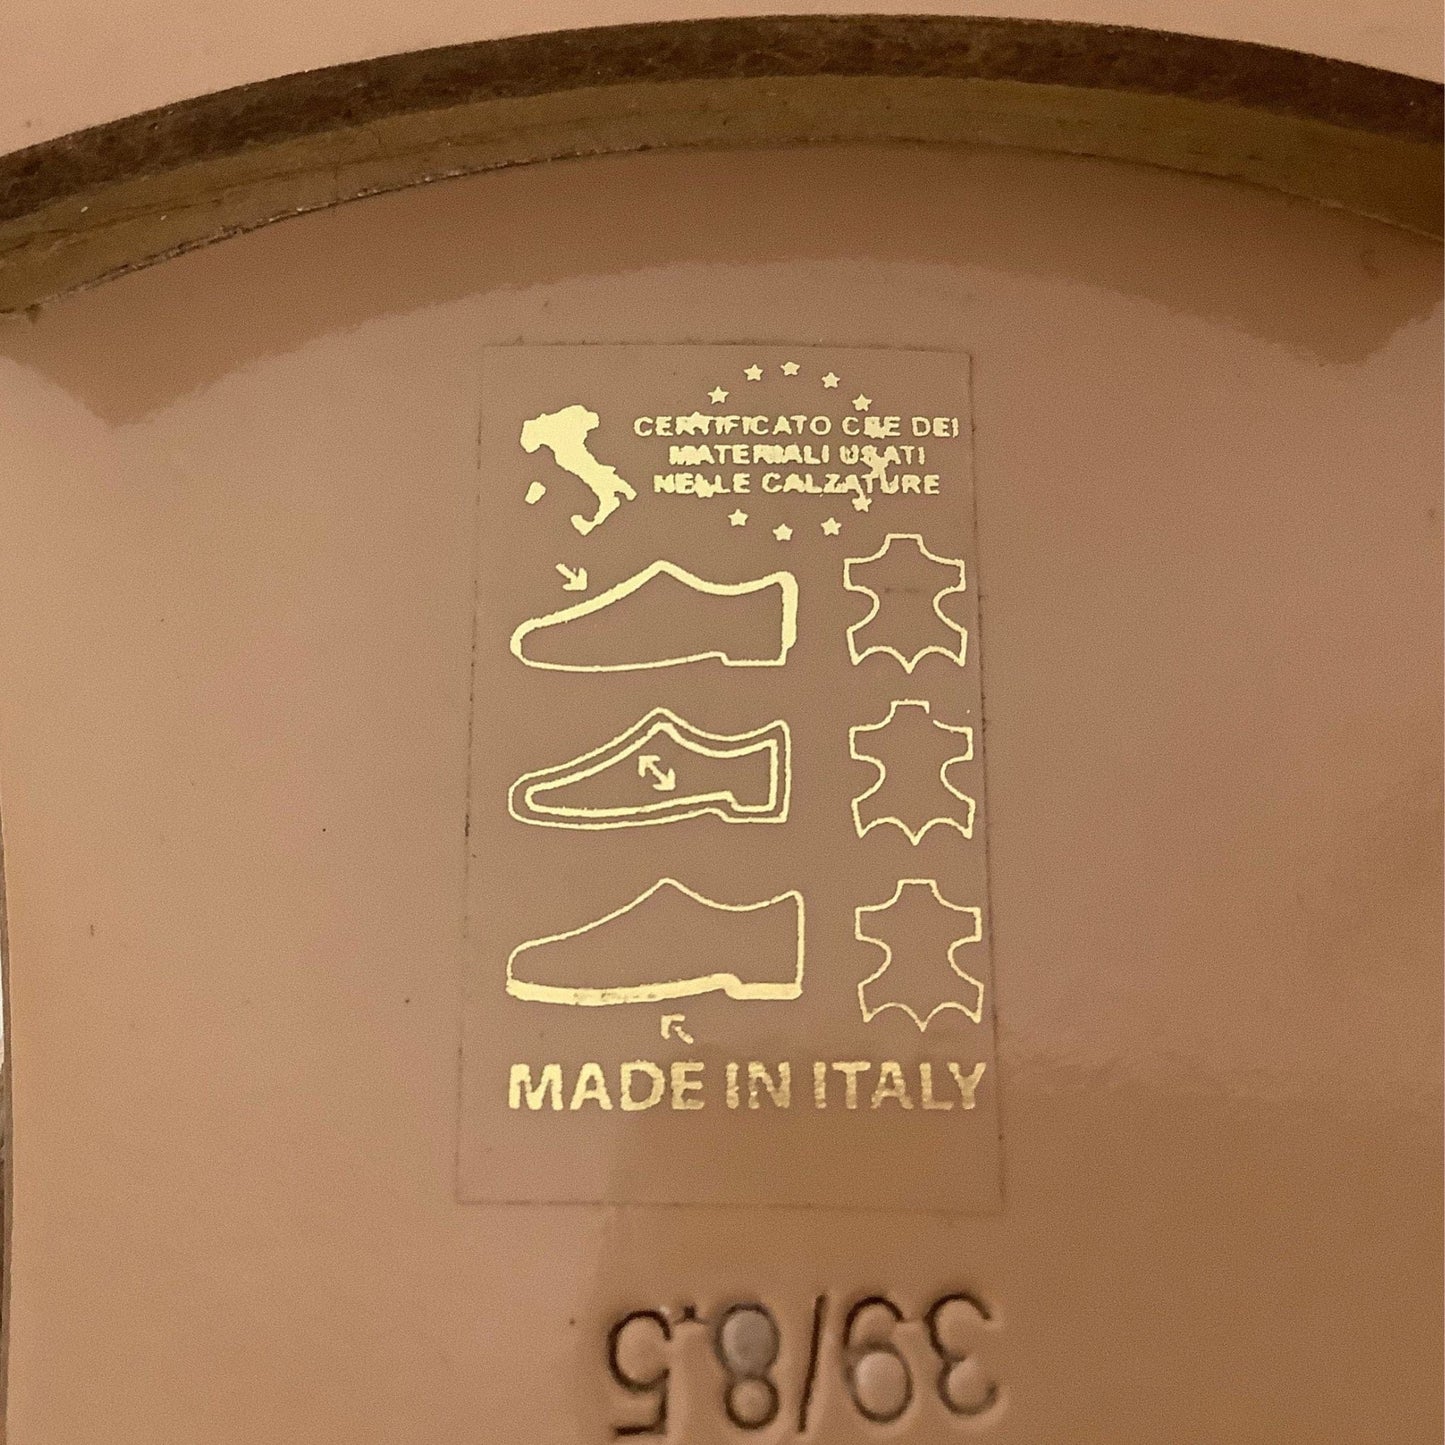 CERTIFICATO CEE DEI
MATERIALI USATI
NELLE CALZATURE
MADE IN ITALY
39/8.5